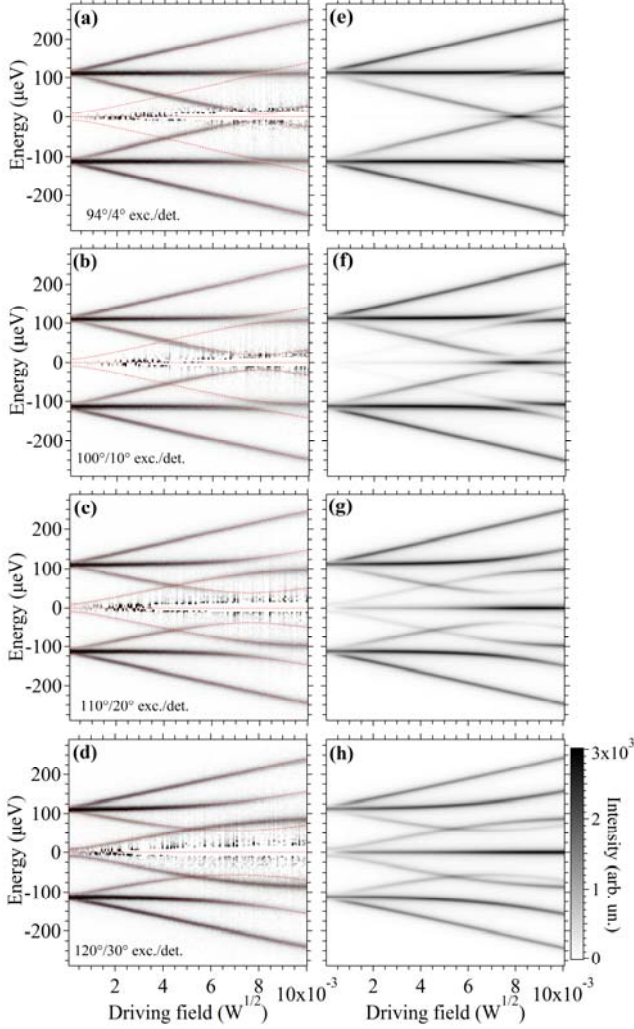 (a)
(e)
200
100
0
-100
-200
Energy (µeV)
94°/4° exc./det.
(b)
(f)
200
100
0
-100
-200
Energy (µeV)
100°/10° exc./det.
(c)
(g)
200
100
0
-100
-200
Energy (µeV)
110°/20° exc./det.
(d)
(h)
200
100
0
-100
-200
Energy (µeV)
120°/30° exc./det.
3x10³
2
1
0
Intensity (arb. un.)
2 4 6 8 10x10⁻³
2 4 6 8 10x10⁻³
Driving field (W¹/²)
Driving field (W¹/²)